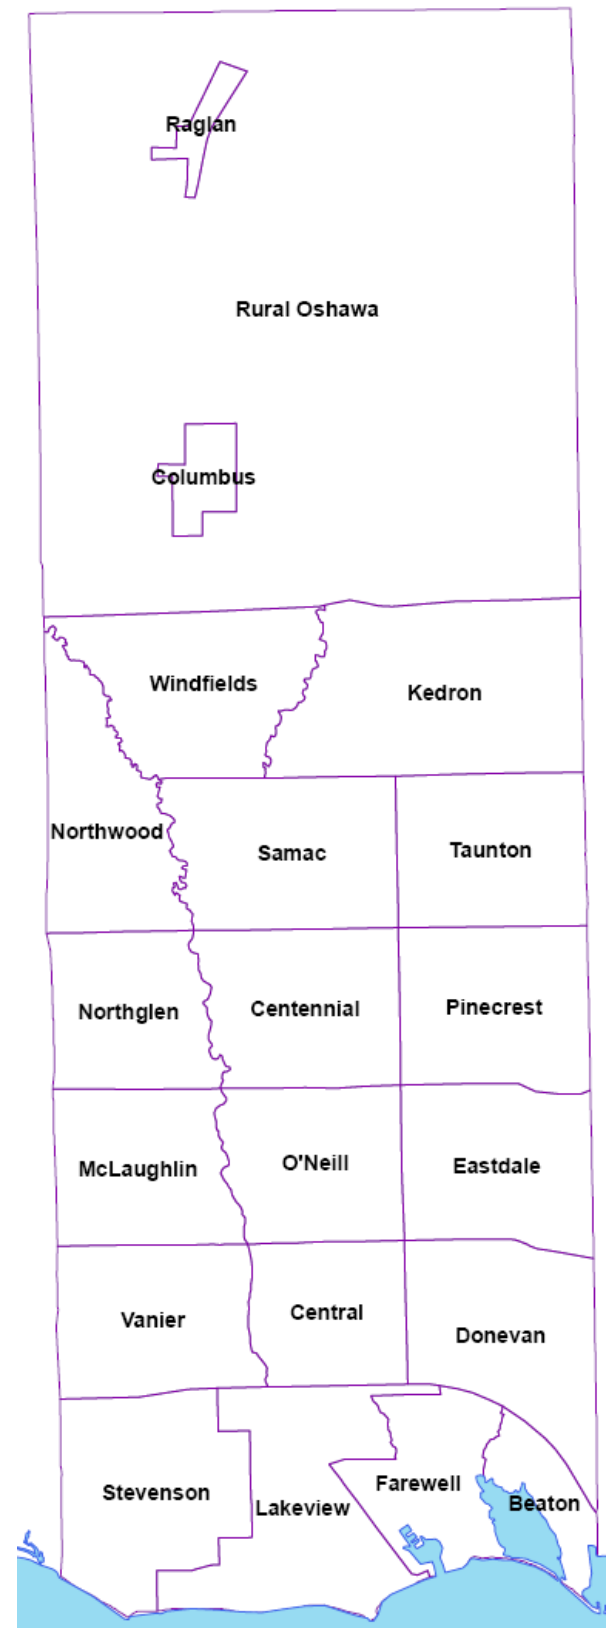 Raglan
Rural Oshawa
Columbus
Windfields
Kedron
Northwood
Samac
Taunton
Northglen
Centennial
Pinecrest
McLaughlin
O'Neill
Eastdale
Vanier
Central
Donevan
Stevenson
Lakeview
Farewell
Beaton